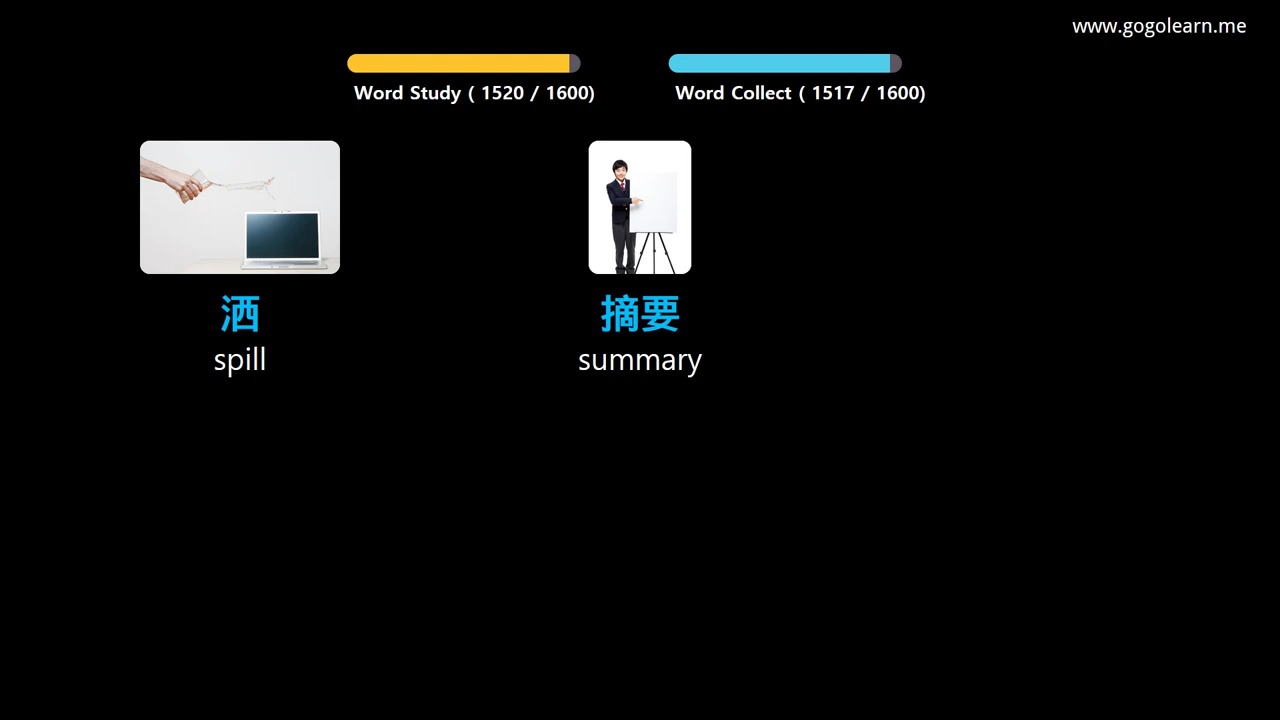 www.gogolearn.me
Word Study ( 1520 / 1600)
Word Collect ( 1517 / 1600)
洒
spill
摘要
summary